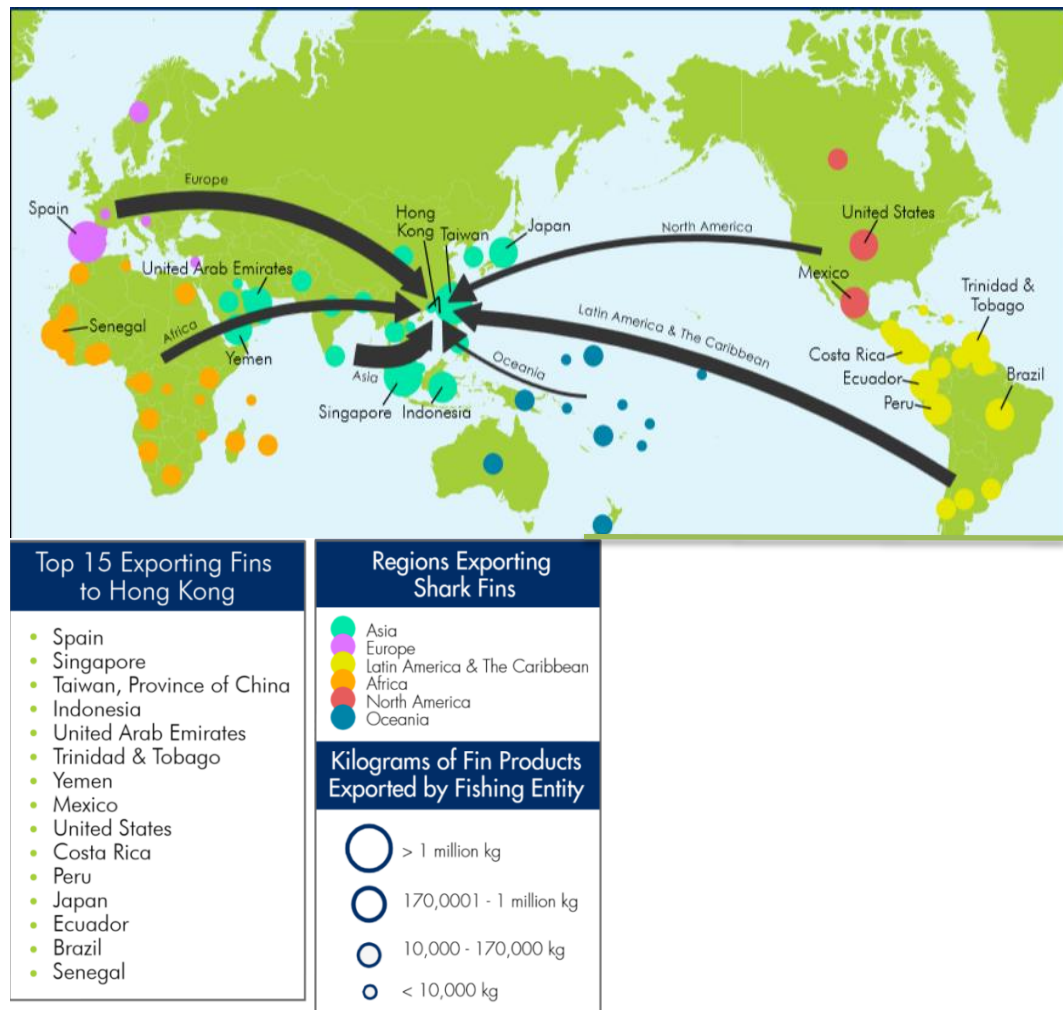 Europe
Spain
Hong
Kong
Taiwan
Japan
North America
United States
Mexico
Trinidad &
Tobago
United Arab Emirates
Senegal
Africa
Yemen
Asia
Singapore
Indonesia
Oceania
Latin America & The Caribbean
Costa Rica
Ecuador
Peru
Brazil
Top 15 Exporting Fins
to Hong Kong
• Spain
• Singapore
• Taiwan, Province of China
• Indonesia
• United Arab Emirates
• Trinidad & Tobago
• Yemen
• Mexico
• United States
• Costa Rica
• Peru
• Japan
• Ecuador
• Brazil
• Senegal
Regions Exporting
Shark Fins
Asia
Europe
Latin America & The Caribbean
Africa
North America
Oceania
Kilograms of Fin Products
Exported by Fishing Entity
> 1 million kg
170,0001 - 1 million kg
10,000 - 170,000 kg
< 10,000 kg